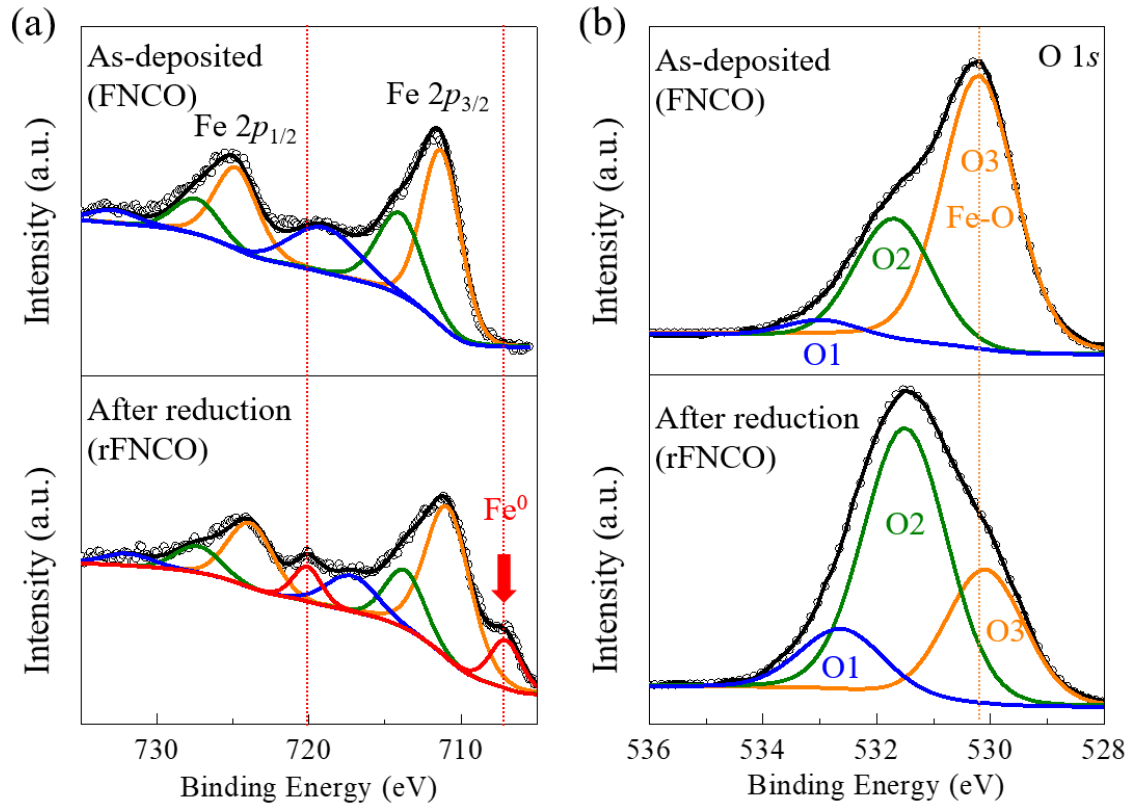 (a)
As-deposited
(FNCO)
Fe 2p1/2
Fe 2p3/2
Intensity (a.u.)
After reduction
(rFNCO)
Fe⁰
Intensity (a.u.)
730
720
710
Binding Energy (eV)
(b)
As-deposited
(FNCO)
O 1s
O3
Fe-O
O2
O1
Intensity (a.u.)
After reduction
(rFNCO)
O2
O1
O3
Intensity (a.u.)
536
534
532
530
528
Binding Energy (eV)